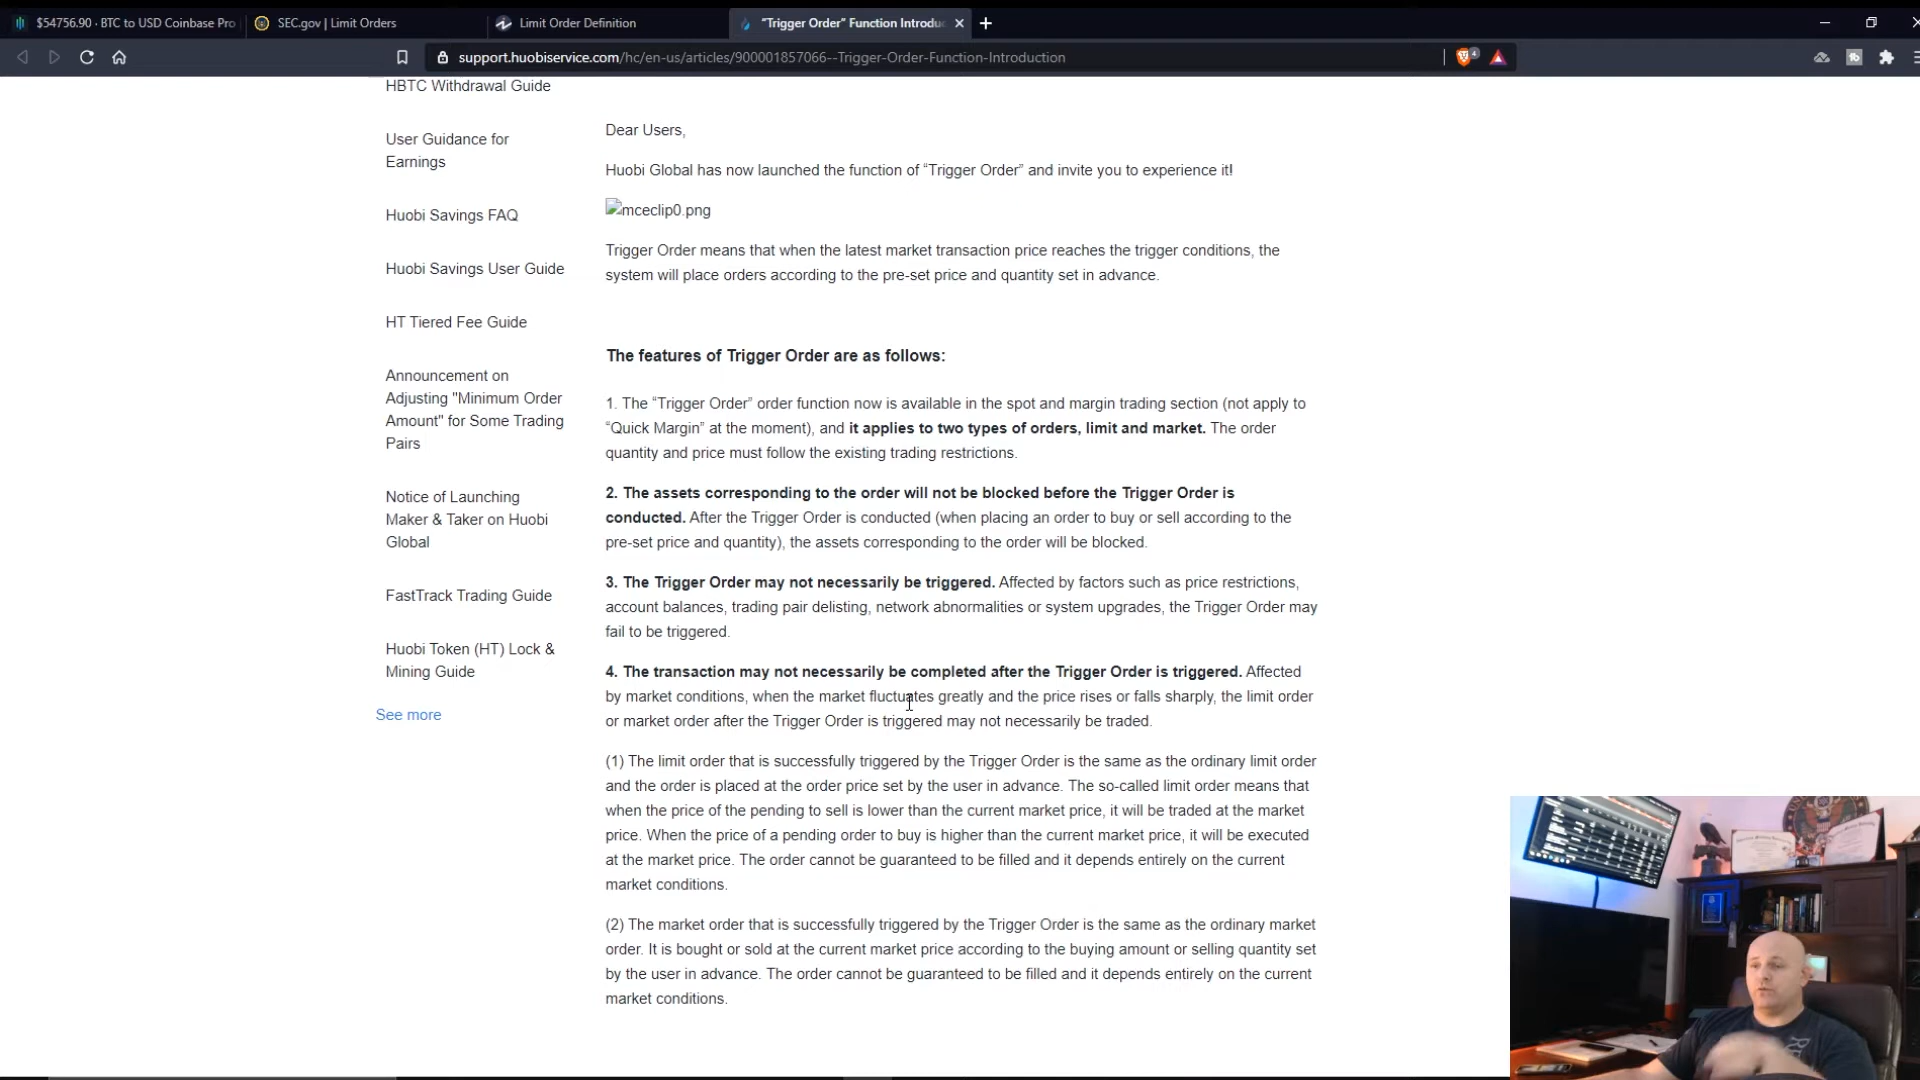 $54756.90 · BTC to USD Coinbase Pro
SEC.gov | Limit Orders
Limit Order Definition
“Trigger Order” Function Introdu
support.huobiservice.com/hc/en-us/articles/900001857066--Trigger-Order-Function-Introduction
4
HBTC Withdrawal Guide
User Guidance for
Earnings
Huobi Savings FAQ
Huobi Savings User Guide
HT Tiered Fee Guide
Announcement on
Adjusting "Minimum Order
Amount" for Some Trading
Pairs
Notice of Launching
Maker & Taker on Huobi
Global
FastTrack Trading Guide
Huobi Token (HT) Lock &
Mining Guide
See more
Dear Users,
Huobi Global has now launched the function of “Trigger Order” and invite you to experience it!
mceclip0.png
Trigger Order means that when the latest market transaction price reaches the trigger conditions, the
system will place orders according to the pre-set price and quantity set in advance.
The features of Trigger Order are as follows:
1. The “Trigger Order” order function now is available in the spot and margin trading section (not apply to
“Quick Margin” at the moment), and it applies to two types of orders, limit and market. The order
quantity and price must follow the existing trading restrictions.
2. The assets corresponding to the order will not be blocked before the Trigger Order is
conducted. After the Trigger Order is conducted (when placing an order to buy or sell according to the
pre-set price and quantity), the assets corresponding to the order will be blocked.
3. The Trigger Order may not necessarily be triggered. Affected by factors such as price restrictions,
account balances, trading pair delisting, network abnormalities or system upgrades, the Trigger Order may
fail to be triggered.
4. The transaction may not necessarily be completed after the Trigger Order is triggered. Affected
by market conditions, when the market fluctuates greatly and the price rises or falls sharply, the limit order
or market order after the Trigger Order is triggered may not necessarily be traded.
(1) The limit order that is successfully triggered by the Trigger Order is the same as the ordinary limit order
and the order is placed at the order price set by the user in advance. The so-called limit order means that
when the price of the pending to sell is lower than the current market price, it will be traded at the market
price. When the price of a pending order to buy is higher than the current market price, it will be executed
at the market price. The order cannot be guaranteed to be filled and it depends entirely on the current
market conditions.
(2) The market order that is successfully triggered by the Trigger Order is the same as the ordinary market
order. It is bought or sold at the current market price according to the buying amount or selling quantity set
by the user in advance. The order cannot be guaranteed to be filled and it depends entirely on the current
market conditions.